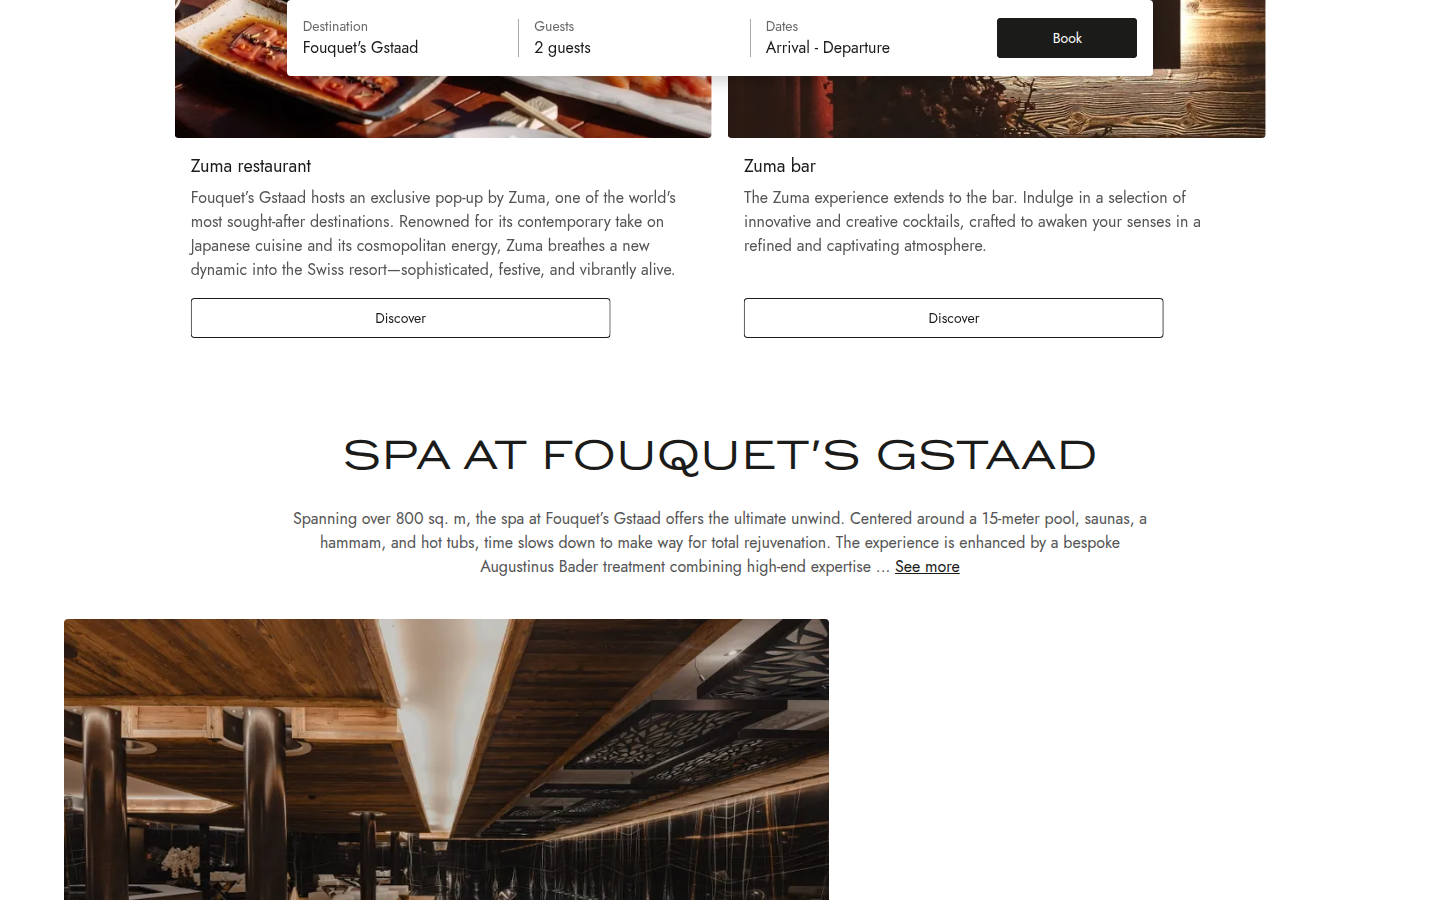 Destination
Fouquet's Gstaad
Guests
2 guests
Dates
Arrival - Departure
Book
Zuma restaurant
Fouquet’s Gstaad hosts an exclusive pop-up by Zuma, one of the world’s
most sought-after destinations. Renowned for its contemporary take on
Japanese cuisine and its cosmopolitan energy, Zuma breathes a new
dynamic into the Swiss resort—sophisticated, festive, and vibrantly alive.
Discover
Zuma bar
The Zuma experience extends to the bar. Indulge in a selection of
innovative and creative cocktails, crafted to awaken your senses in a
refined and captivating atmosphere.
Discover
SPA AT FOUQUET’S GSTAAD
Spanning over 800 sq. m, the spa at Fouquet’s Gstaad offers the ultimate unwind. Centered around a 15-meter pool, saunas, a
hammam, and hot tubs, time slows down to make way for total rejuvenation. The experience is enhanced by a bespoke
Augustinus Bader treatment combining high-end expertise ... See more